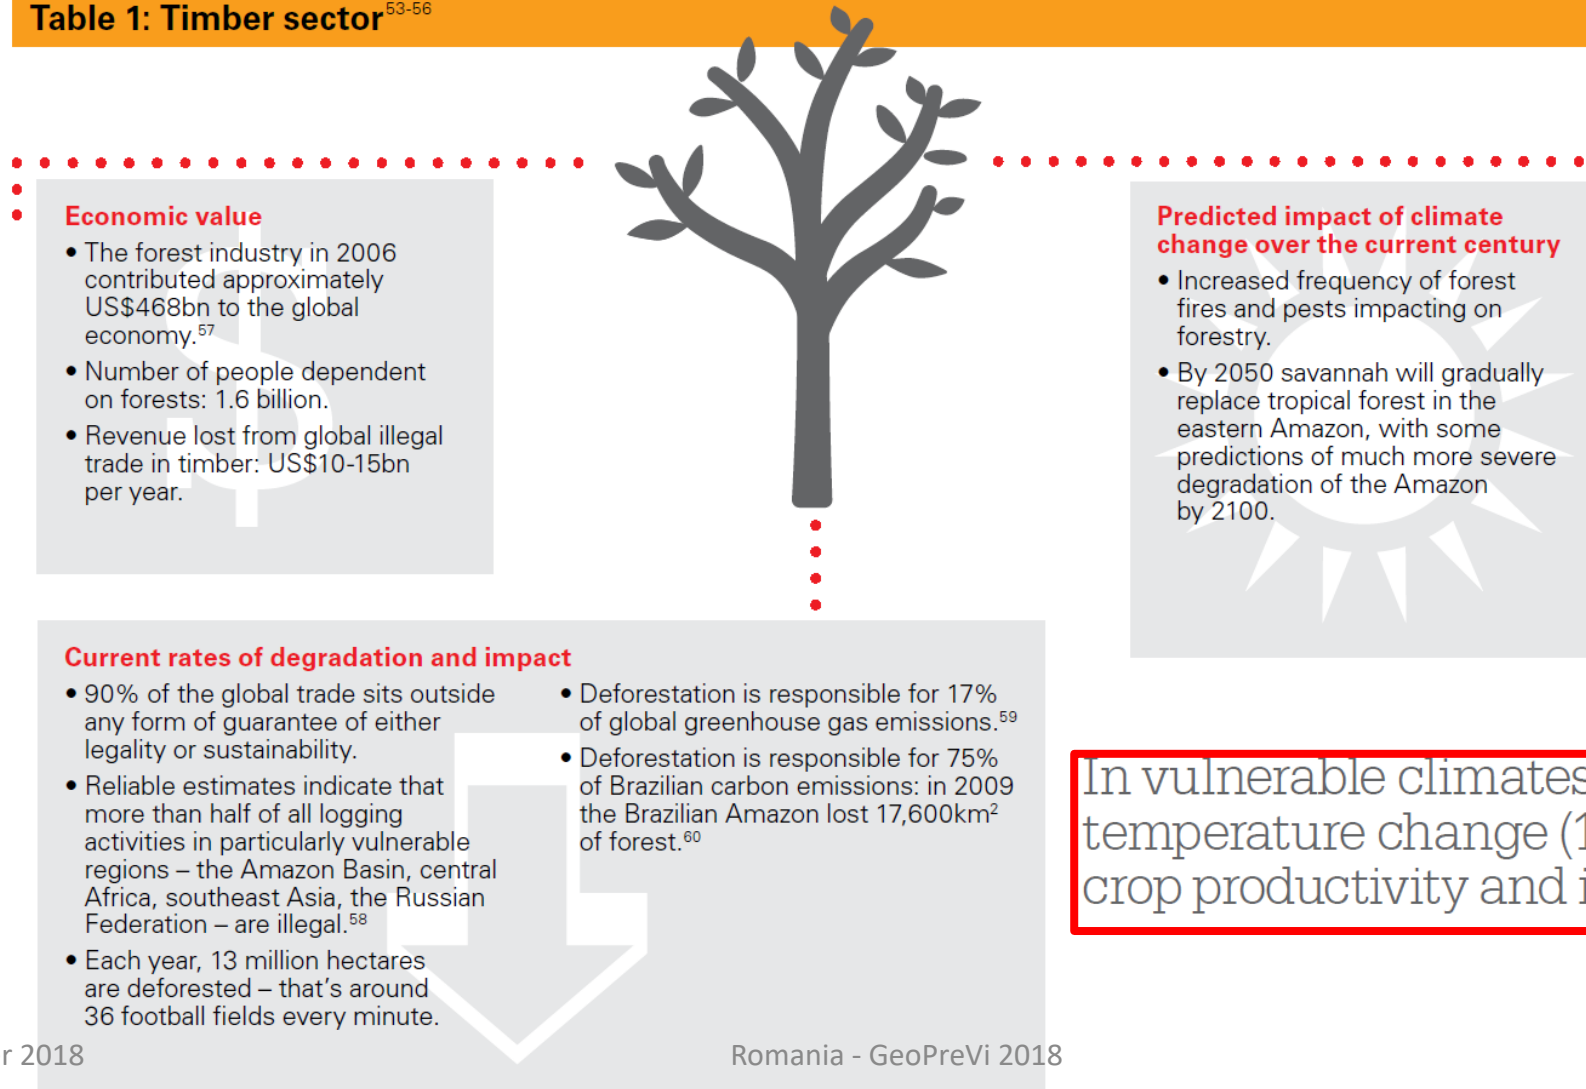 Table 1: Timber sector53-56
Economic value
• The forest industry in 2006
contributed approximately
US$468bn to the global
economy.57
• Number of people dependent
on forests: 1.6 billion.
• Revenue lost from global illegal
trade in timber: US$10-15bn
per year.
Predicted impact of climate
change over the current century
• Increased frequency of forest
fires and pests impacting on
forestry.
• By 2050 savannah will gradually
replace tropical forest in the
eastern Amazon, with some
predictions of much more severe
degradation of the Amazon
by 2100.
Current rates of degradation and impact
• 90% of the global trade sits outside
any form of guarantee of either
legality or sustainability.
• Reliable estimates indicate that
more than half of all logging
activities in particularly vulnerable
regions – the Amazon Basin, central
Africa, southeast Asia, the Russian
Federation – are illegal.58
• Each year, 13 million hectares
are deforested – that's around
36 football fields every minute.
• Deforestation is responsible for 17%
of global greenhouse gas emissions.59
• Deforestation is responsible for 75%
of Brazilian carbon emissions: in 2009
the Brazilian Amazon lost 17,600km²
of forest.60
In vulnerable climates
temperature change (1
crop productivity and i
r 2018
Romania - GeoPreVi 2018